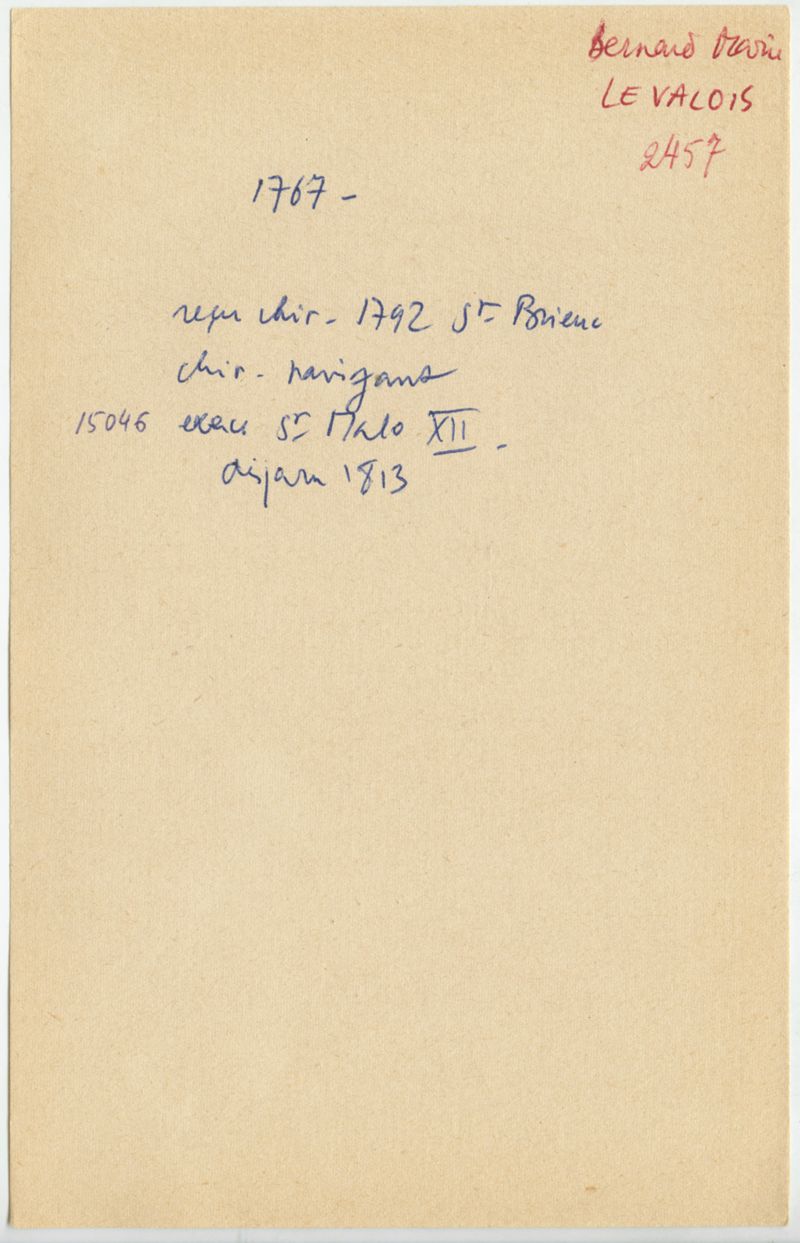 Bernard Marie
LE VALOIS
2457
1767 -
reçu chir - 1792 St Brieuc
chir - navigant
15046 exerce St Malo XII -
disparu 1813